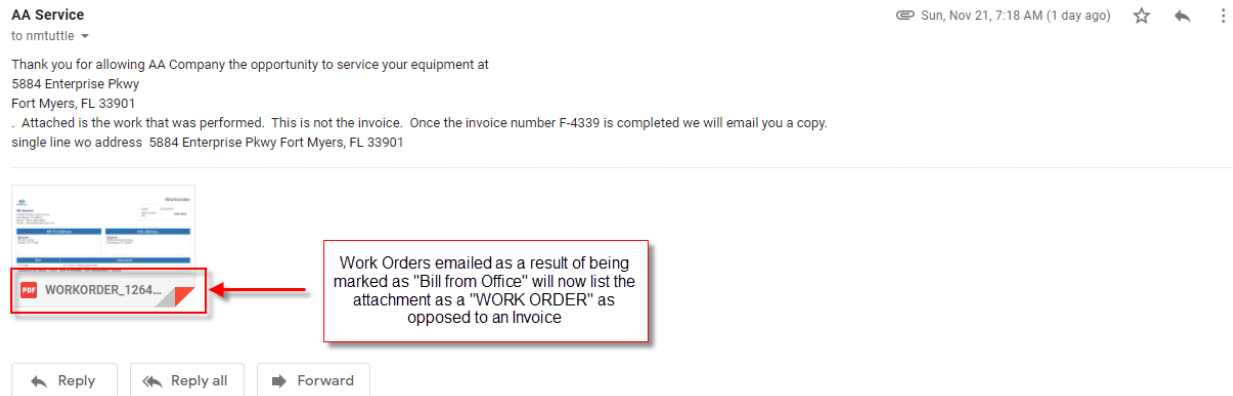 AA Service
Sun, Nov 21, 7:18 AM (1 day ago)
to nmtuttle
Thank you for allowing AA Company the opportunity to service your equipment at
5884 Enterprise Pkwy
Fort Myers, FL 33901
. Attached is the work that was performed. This is not the invoice. Once the invoice number F-4339 is completed we will email you a copy.
single line wo address 5884 Enterprise Pkwy Fort Myers, FL 33901
Workorder
PDF WORKORDER_1264...
Work Orders emailed as a result of being
marked as "Bill from Office" will now list the
attachment as a "WORK ORDER" as
opposed to an Invoice
Reply
Reply all
Forward